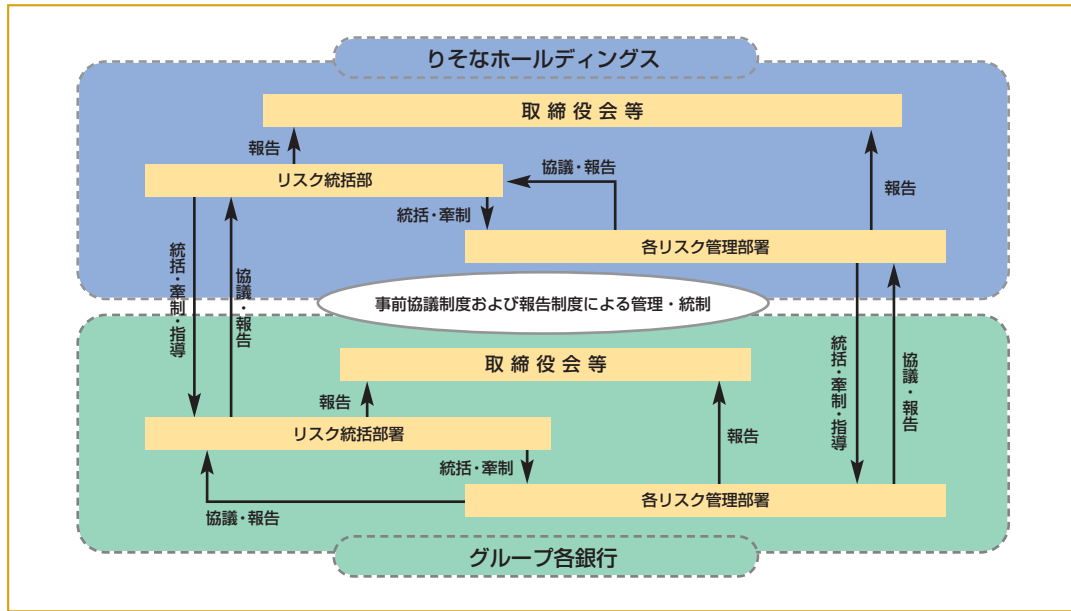 りそなホールディングス
取締役会等
報告
リスク統括部
協議・報告
報告
統括・牽制
各リスク管理部署
統括・牽制・指導
協議・報告
事前協議制度および報告制度による管理・統制
統括・牽制・指導
協議・報告
取締役会等
報告
報告
リスク統括部署
統括・牽制
各リスク管理部署
協議・報告
グループ各銀行